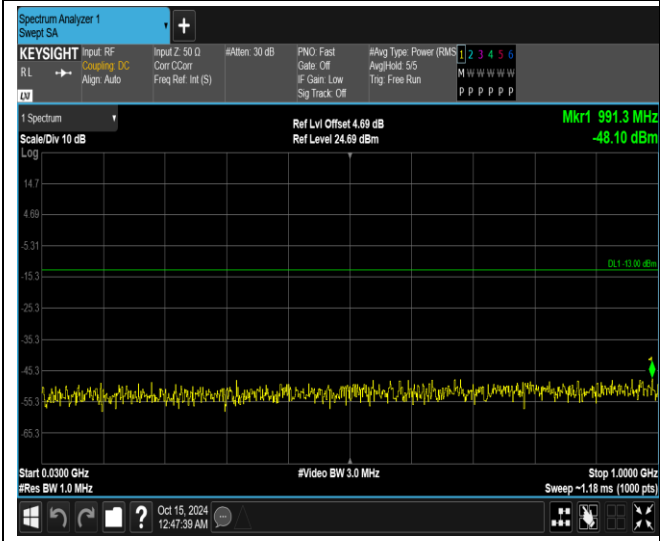 Spectrum Analyzer 1
Swept SA
+
KEYSIGHT
RL
LXI
Input: RF
Coupling: DC
Align: Auto
Input Z: 50 Ω
Corr CCorr
Freq Ref: Int (S)
#Atten: 30 dB
PNO: Fast
Gate: Off
IF Gain: Low
Sig Track: Off
#Avg Type: Power (RMS
Avg|Hold: 5/5
Trig: Free Run
1 2 3 4 5 6
M W W W W W
P P P P P P
1 Spectrum
Scale/Div 10 dB
Log
Ref Lvl Offset 4.69 dB
Ref Level 24.69 dBm
Mkr1 991.3 MHz
-48.10 dBm
14.7
4.69
-5.31
DL1 -13.00 dBm
-15.3
-25.3
-35.3
-45.3
-55.3
-65.3
Start 0.0300 GHz
#Res BW 1.0 MHz
#Video BW 3.0 MHz
Stop 1.0000 GHz
Sweep ~1.18 ms (1000 pts)
?
Oct 15, 2024
12:47:39 AM